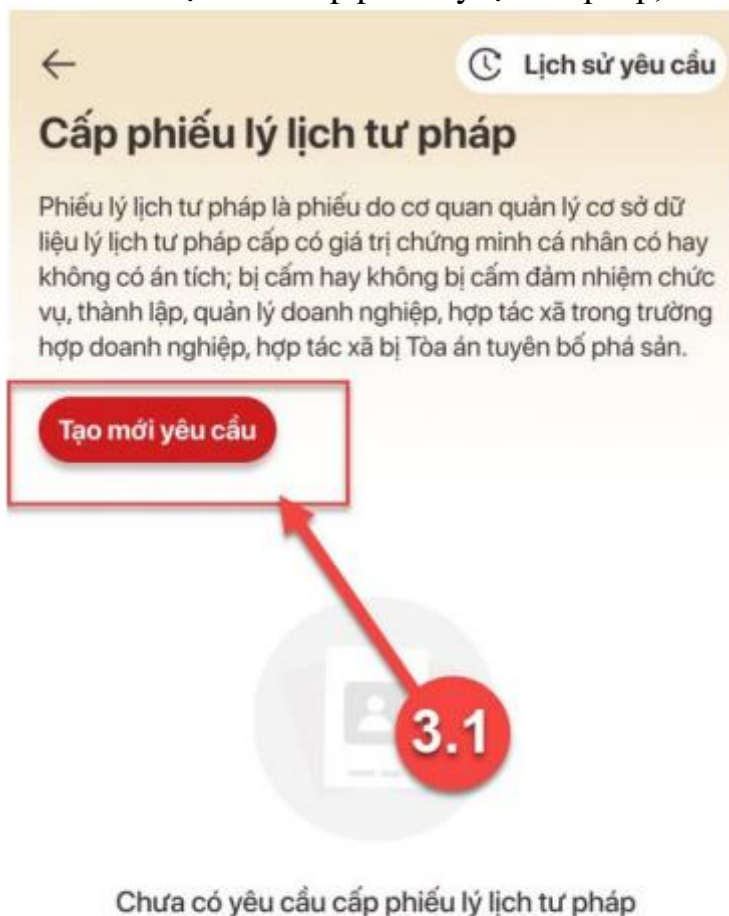 Lịch sử yêu cầu
Cấp phiếu lý lịch tư pháp
Phiếu lý lịch tư pháp là phiếu do cơ quan quản lý cơ sở dữ
liệu lý lịch tư pháp cấp có giá trị chứng minh cá nhân có hay
không có án tích; bị cấm hay không bị cấm đảm nhiệm chức
vụ, thành lập, quản lý doanh nghiệp, hợp tác xã trong trường
hợp doanh nghiệp, hợp tác xã bị Tòa án tuyên bố phá sản.
Tạo mới yêu cầu
3.1
Chưa có yêu cầu cấp phiếu lý lịch tư pháp